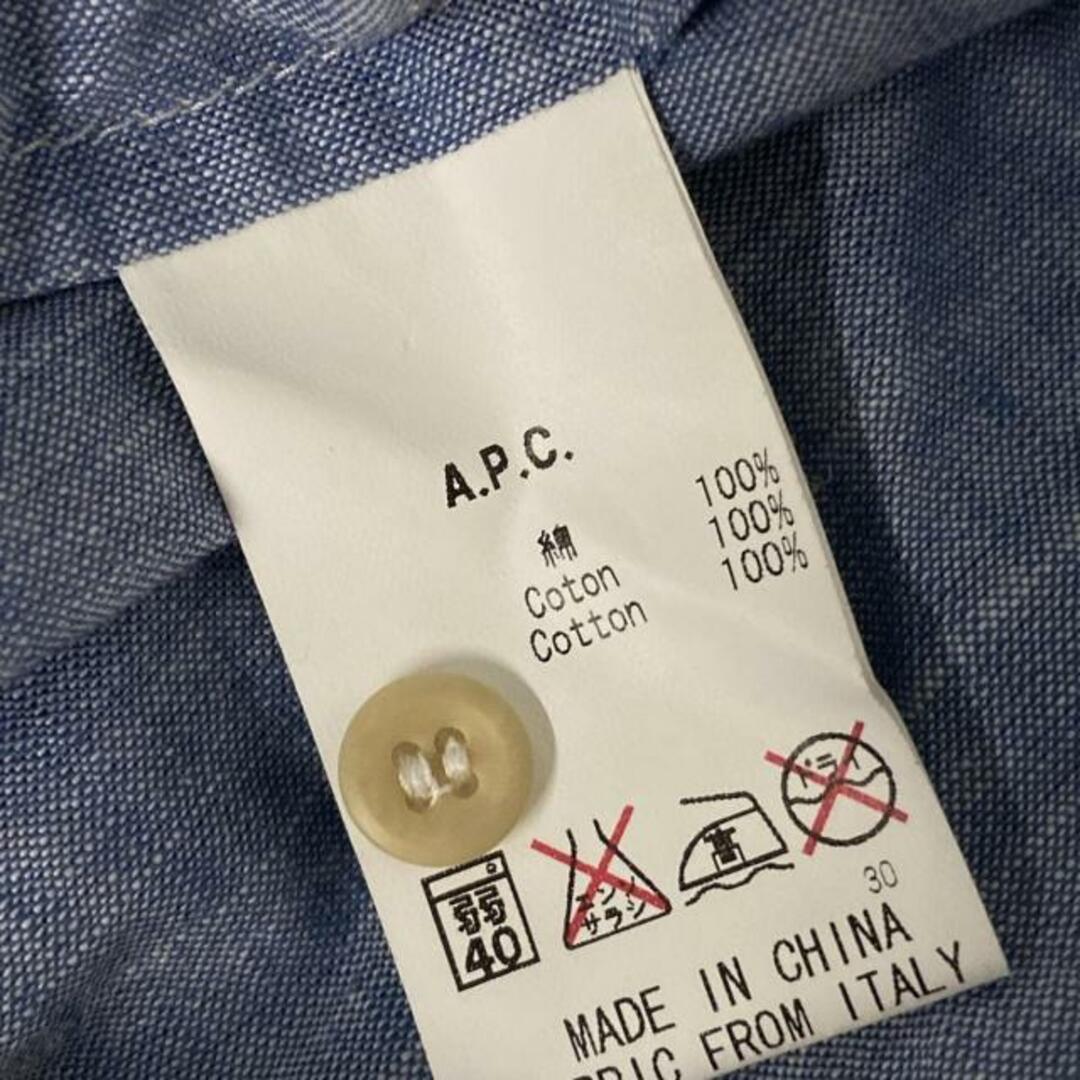 A.P.C.
綿 100%
Coton 100%
Cotton 100%
弱
40
エンソ
サラシ
高
ドライ
30
MADE IN CHINA
FROM ITALY